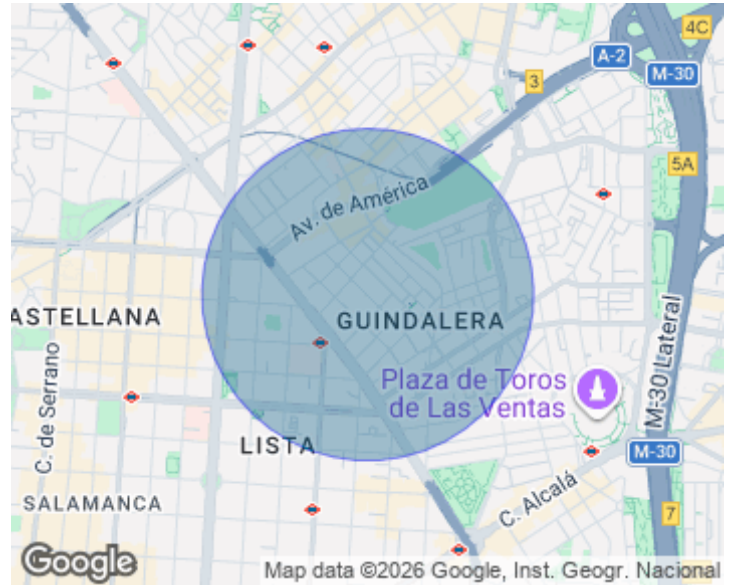 4C
A-2
M-30
3
5A
Av. de América
ASTELLANA
GUINDALERA
C. de Serrano
M-30 Lateral
Plaza de Toros
de Las Ventas
LISTA
M-30
C. Alcalá
SALAMANCA
7
Google
Map data ©2026 Google, Inst. Geogr. Nacional